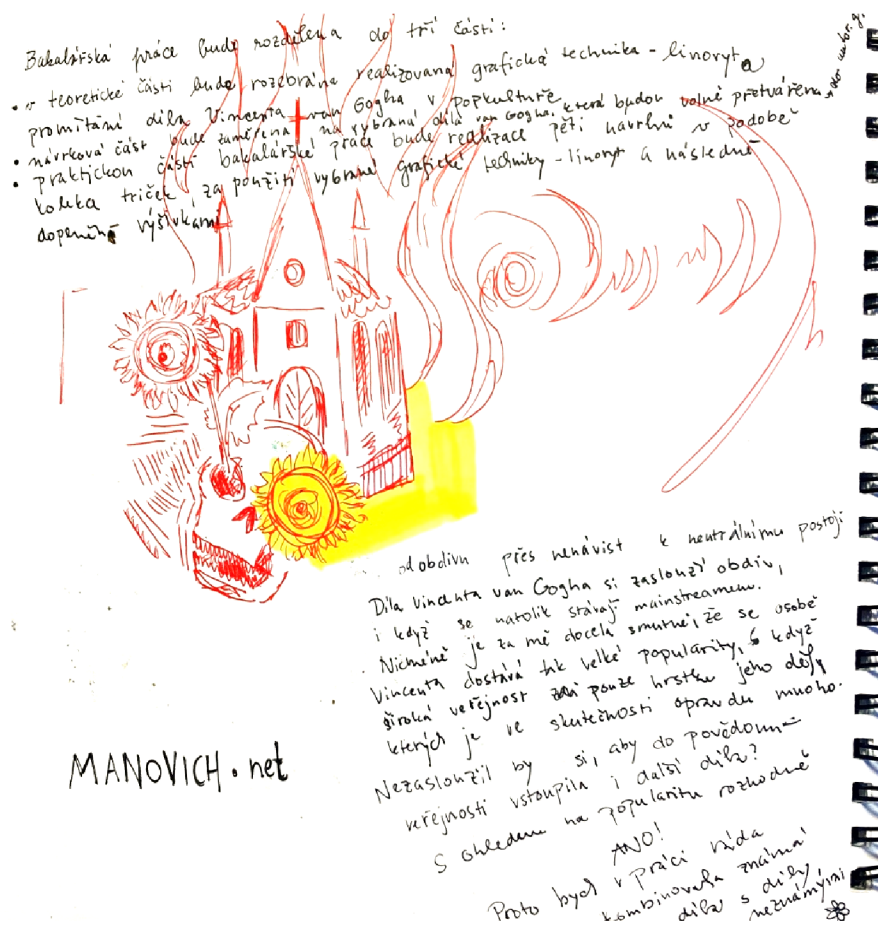 Bakalářská práce bude rozdělena do tří částí:
• v teoretické části bude rozebrána realizovaná grafická technika - linoryt a
promítání díla Vincenta van Gogha v popkultuře
• návrková část bude zaměřena na vybraná díla van Gogha, která budou volně přetvářena
• praktickou částí bakalářské práce bude realizace pěti návrhů v podobě
kolekce triček, za použití vybrané grafické techniky - linoryt a následně
doplněné výšivkami
od obdivu přes nenávist k neutrálnímu postoji
Díla Vincenta van Gogha si zaslouží obdiv,
i když se natolik stávají mainstreamem.
Nicméně je za mě docela smutné, že se osobě
Vincenta dostává tak velké popularity, když
široká veřejnost zná pouze hrstku jeho děl,
kterých je ve skutečnosti opravdu mnoho.
Nezasloužil by si, aby do povědomí
veřejnosti vstoupila i další díla?
S ohledem na popularitu rozhodně
ANO!
Proto bych v práci ráda
kombinovala známá
díla s díly
neznámými
MANOVICH.net